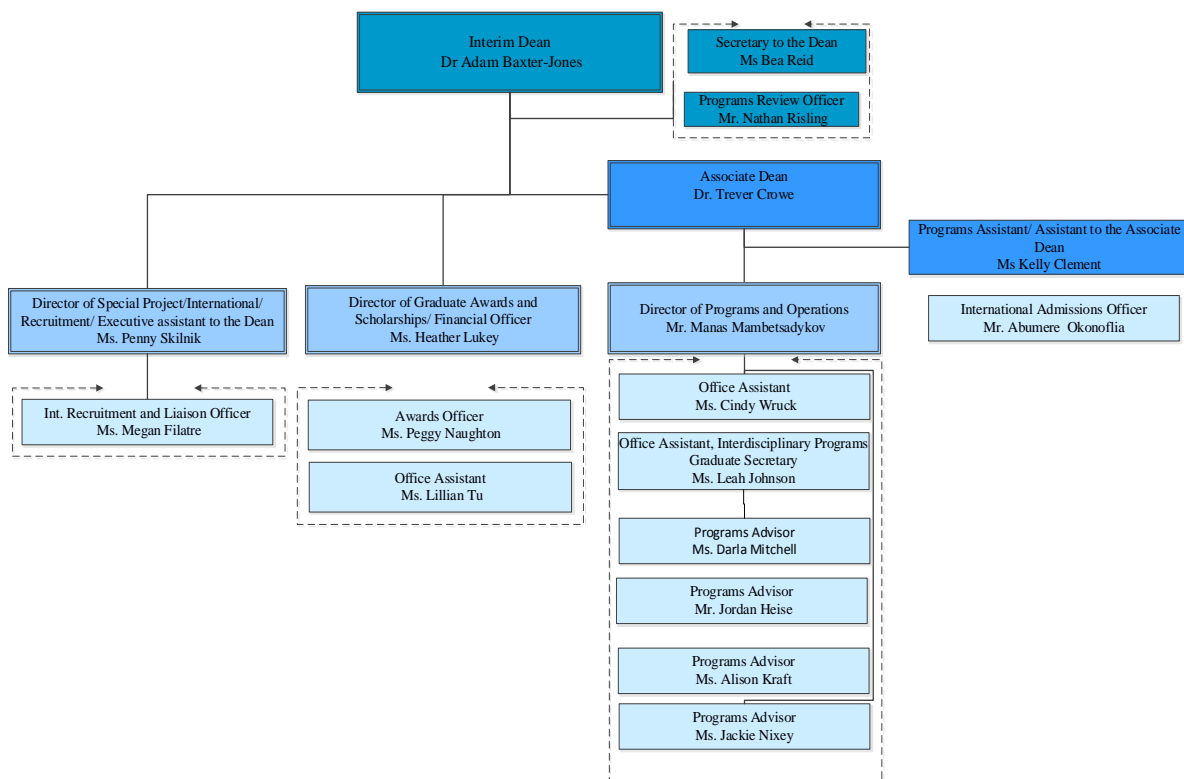 Interim Dean
Dr Adam Baxter-Jones
Secretary to the Dean
Ms Bea Reid
Programs Review Officer
Mr. Nathan Risling
Associate Dean
Dr. Trever Crowe
Programs Assistant/ Assistant to the Associate
Dean
Ms Kelly Clement
Director of Special Project/International/
Recruitment/ Executive assistant to the Dean
Ms. Penny Skilnik
Director of Graduate Awards and
Scholarships/ Financial Officer
Ms. Heather Lukey
Director of Programs and Operations
Mr. Manas Mambetsadykov
International Admissions Officer
Mr. Abumere Okonoflia
Int. Recruitment and Liaison Officer
Ms. Megan Filatre
Awards Officer
Ms. Peggy Naughton
Office Assistant
Ms. Lillian Tu
Office Assistant
Ms. Cindy Wruck
Office Assistant, Interdisciplinary Programs
Graduate Secretary
Ms. Leah Johnson
Programs Advisor
Ms. Darla Mitchell
Programs Advisor
Mr. Jordan Heise
Programs Advisor
Ms. Alison Kraft
Programs Advisor
Ms. Jackie Nixey